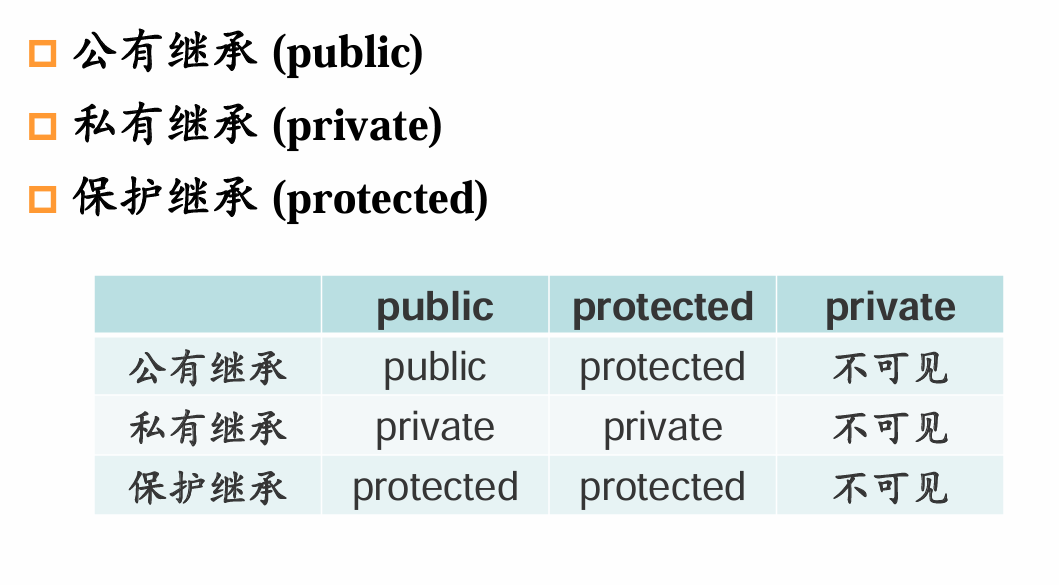 公有继承 (public)
私有继承 (private)
保护继承 (protected)
public protected private
公有继承 public protected 不可见
私有继承 private private 不可见
保护继承 protected protected 不可见